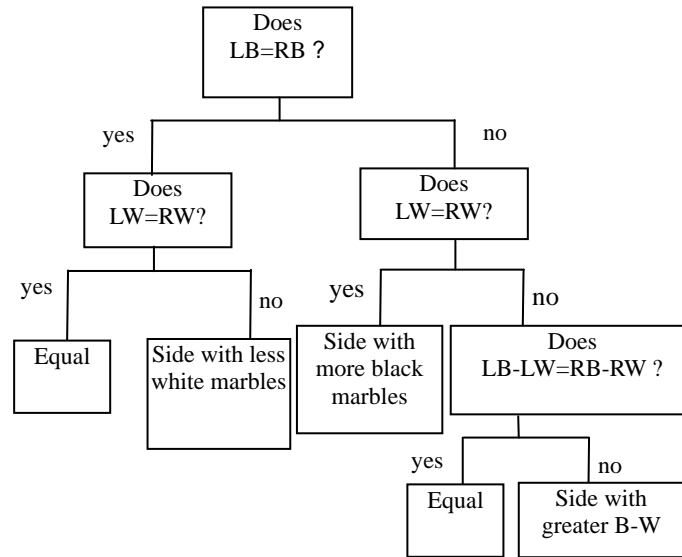 Does
LB=RB ?
yes
no
Does
LW=RW?
Does
LW=RW?
yes
no
yes
no
Equal
Side with less
white marbles
Side with
more black
marbles
Does
LB-LW=RB-RW ?
yes
no
Equal
Side with
greater B-W